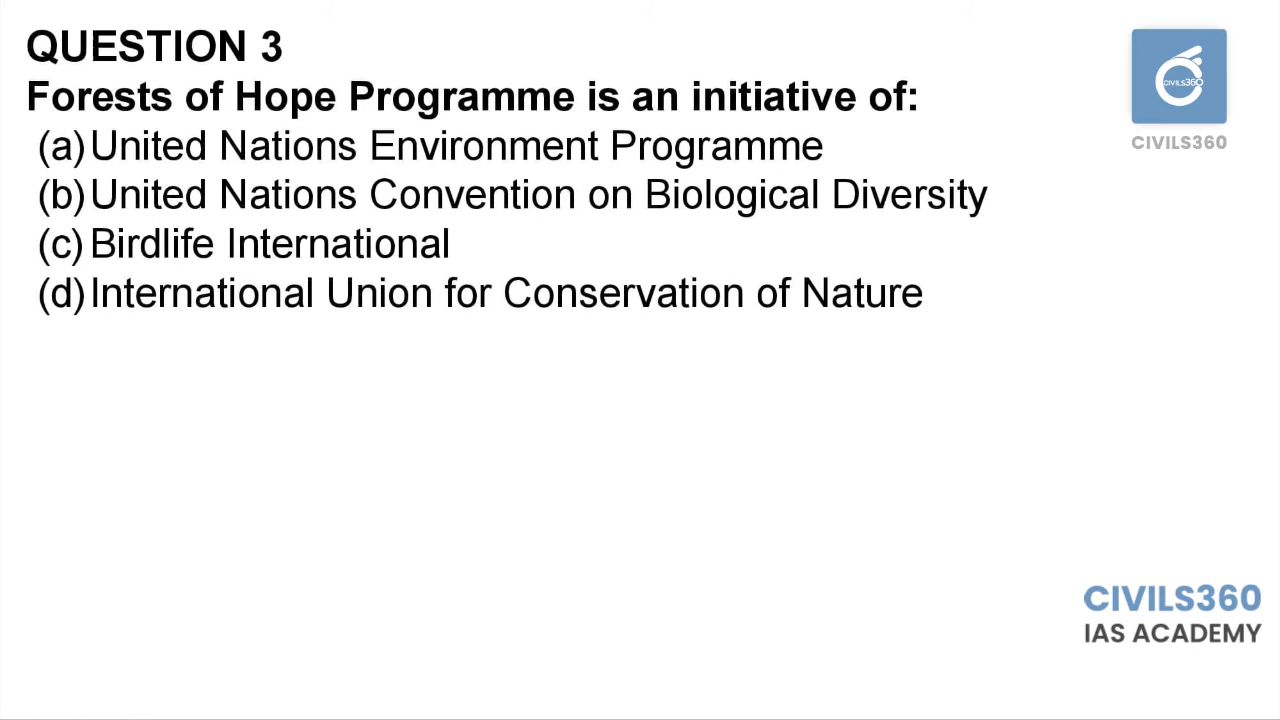 QUESTION 3
Forests of Hope Programme is an initiative of:
(a) United Nations Environment Programme
(b) United Nations Convention on Biological Diversity
(c) Birdlife International
(d) International Union for Conservation of Nature
CIVILS360
CIVILS360
CIVILS360
IAS ACADEMY